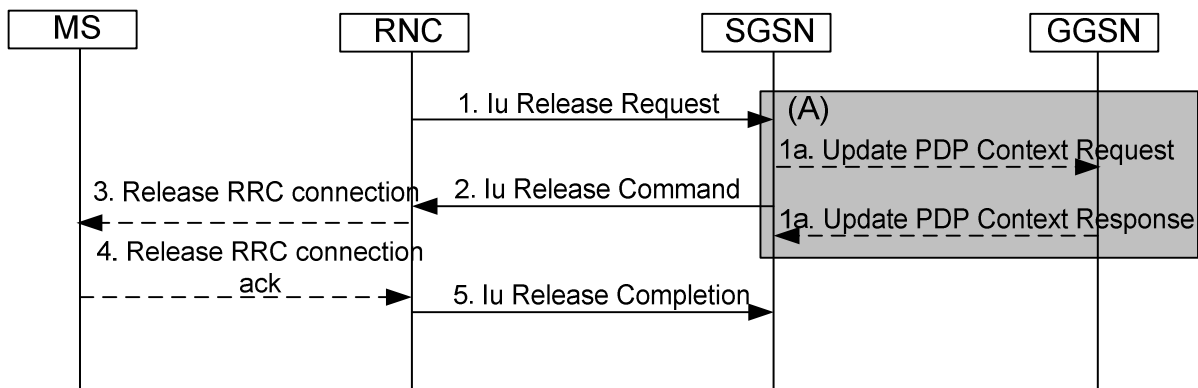 MS
RNC
SGSN
GGSN
1. Iu Release Request
(A)
1a. Update PDP Context Request
3. Release RRC connection
2. Iu Release Command
1a. Update PDP Context Response
4. Release RRC connection
ack
5. Iu Release Completion